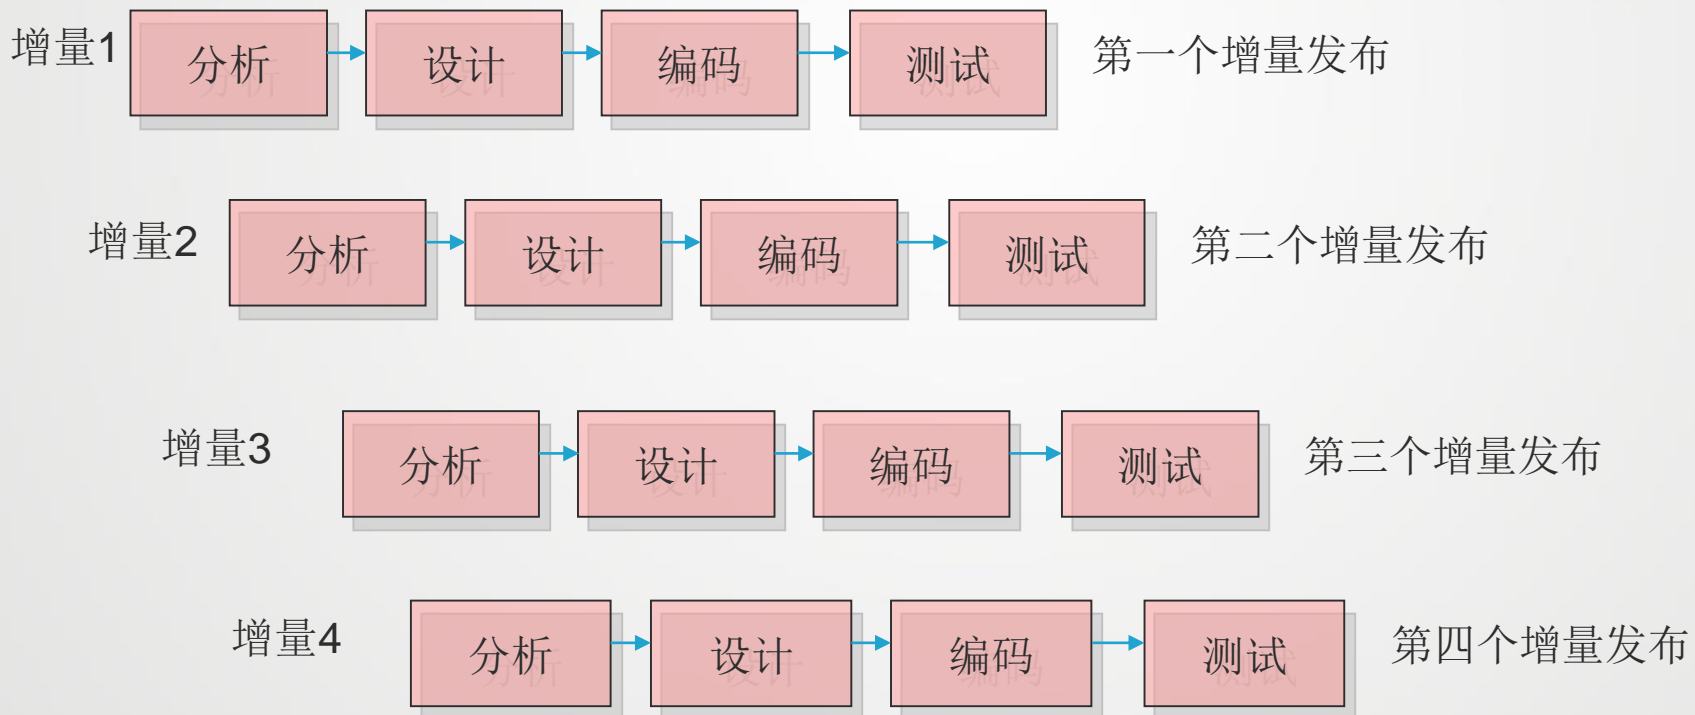 增量1 分析 设计 编码 测试 第一个增量发布
增量2 分析 设计 编码 测试 第二个增量发布
增量3 分析 设计 编码 测试 第三个增量发布
增量4 分析 设计 编码 测试 第四个增量发布